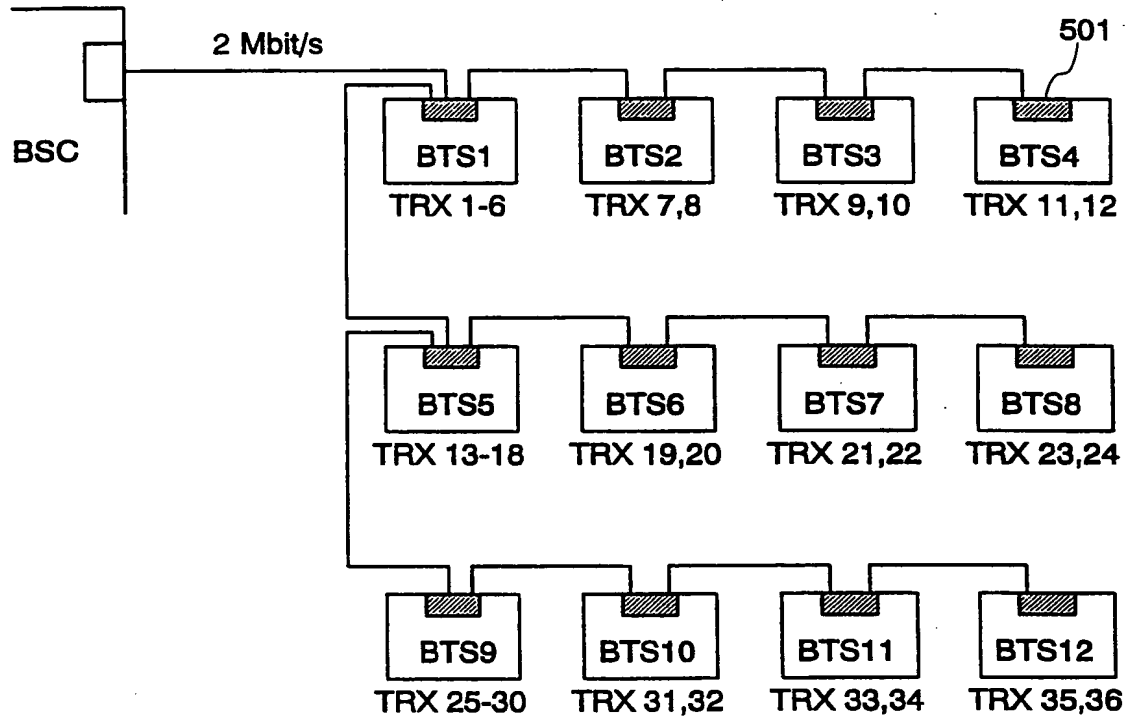 501
2 Mbit/s
BSC
BTS1 BTS2 BTS3 BTS4
TRX 1-6 TRX 7,8 TRX 9,10 TRX 11,12
BTS5 BTS6 BTS7 BTS8
TRX 13-18 TRX 19,20 TRX 21,22 TRX 23,24
BTS9 BTS10 BTS11 BTS12
TRX 25-30 TRX 31,32 TRX 33,34 TRX 35,36